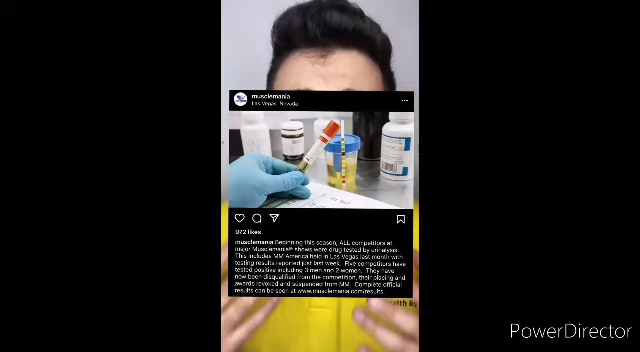 musclemania
Las Vegas, Nevada
972 likes
musclemania Beginning this season, ALL competitors at
major Musclemania® shows were drug tested by urinalysis.
This includes MM America held in Las Vegas last month with
testing results reported just last week. Five competitors have
tested positive including 3 men and 2 women. They have
now been disqualified from the competition, their placing and
awards revoked and suspended from MM. Complete official
results can be seen at www.musclemania.com/results.
Health By
PowerDirector